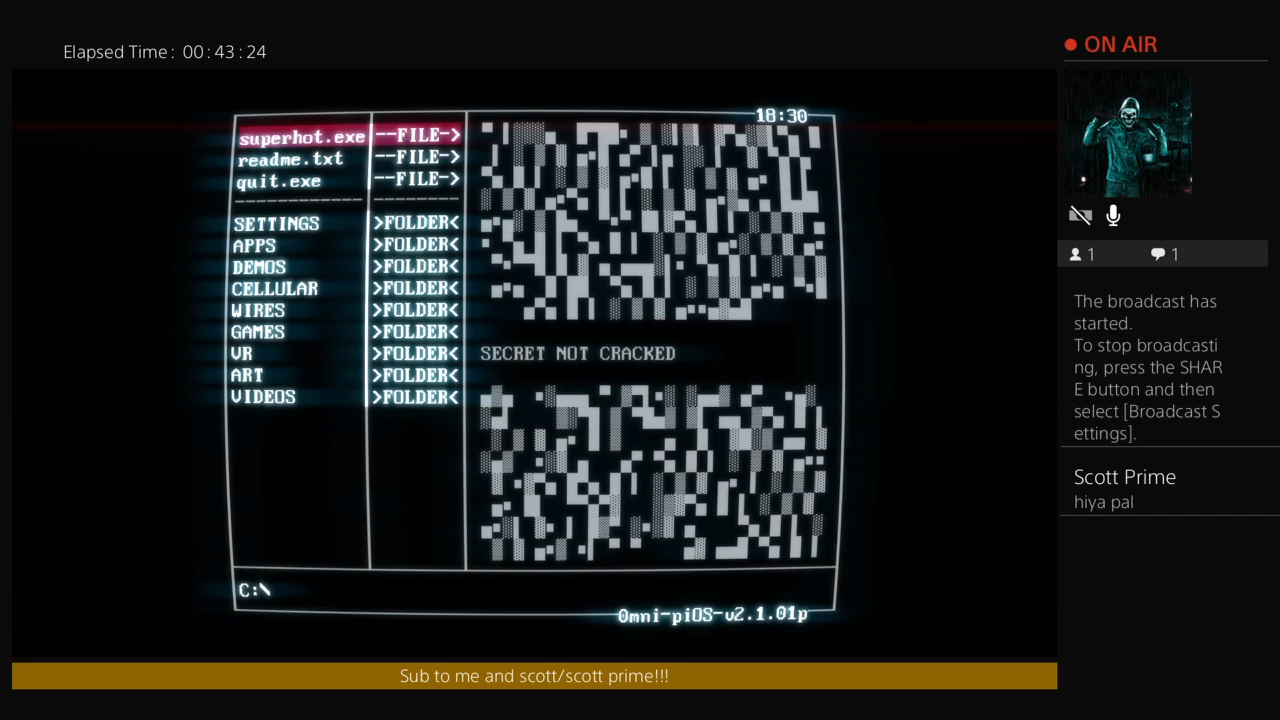 Elapsed Time: 00:43:24
ON AIR
18:30
superhot.exe --FILE->
readme.txt --FILE->
quit.exe --FILE->
SETTINGS >FOLDER<
APPS >FOLDER<
DEMOS >FOLDER<
CELLULAR >FOLDER<
WIRES >FOLDER<
GAMES >FOLDER<
VR >FOLDER<
ART >FOLDER<
VIDEOS >FOLDER<
SECRET NOT CRACKED
C:\
Omni-piOS-v2.1.01p
Sub to me and scott/scott prime!!!
1 1
The broadcast has
started.
To stop broadcasti
ng, press the SHAR
E button and then
select [Broadcast S
ettings].
Scott Prime
hiya pal